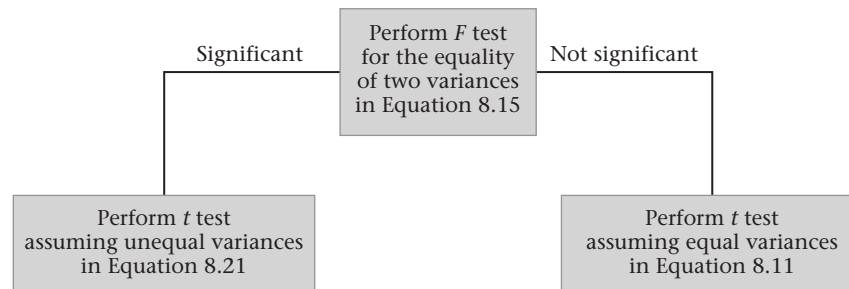 Perform F test
for the equality
of two variances
in Equation 8.15
Significant
Not significant
Perform t test
assuming unequal variances
in Equation 8.21
Perform t test
assuming equal variances
in Equation 8.11